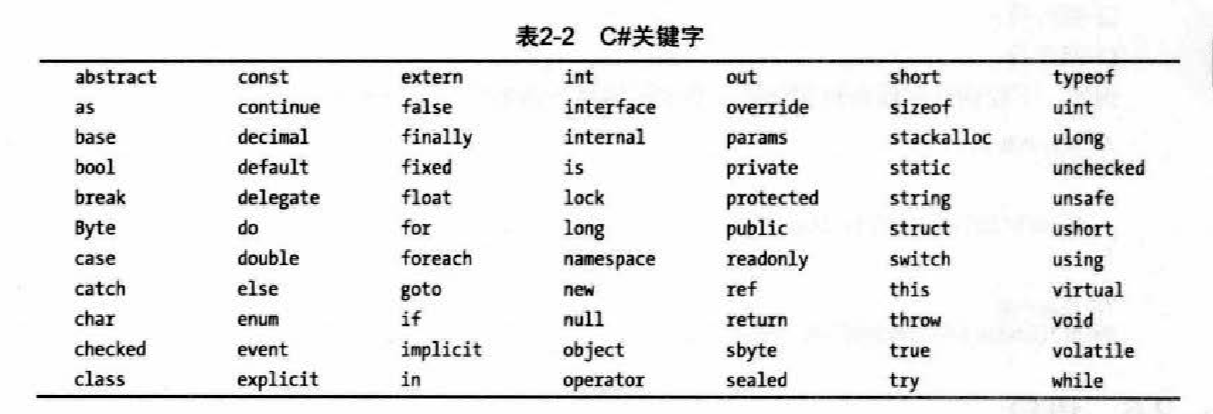 表2-2 C#关键字
abstract const extern int out short typeof
as continue false interface override sizeof uint
base decimal finally internal params stackalloc ulong
bool default fixed is private static unchecked
break delegate float lock protected string unsafe
Byte do for long public struct ushort
case double foreach namespace readonly switch using
catch else goto new ref this virtual
char enum if null return throw void
checked event implicit object sbyte true volatile
class explicit in operator sealed try while